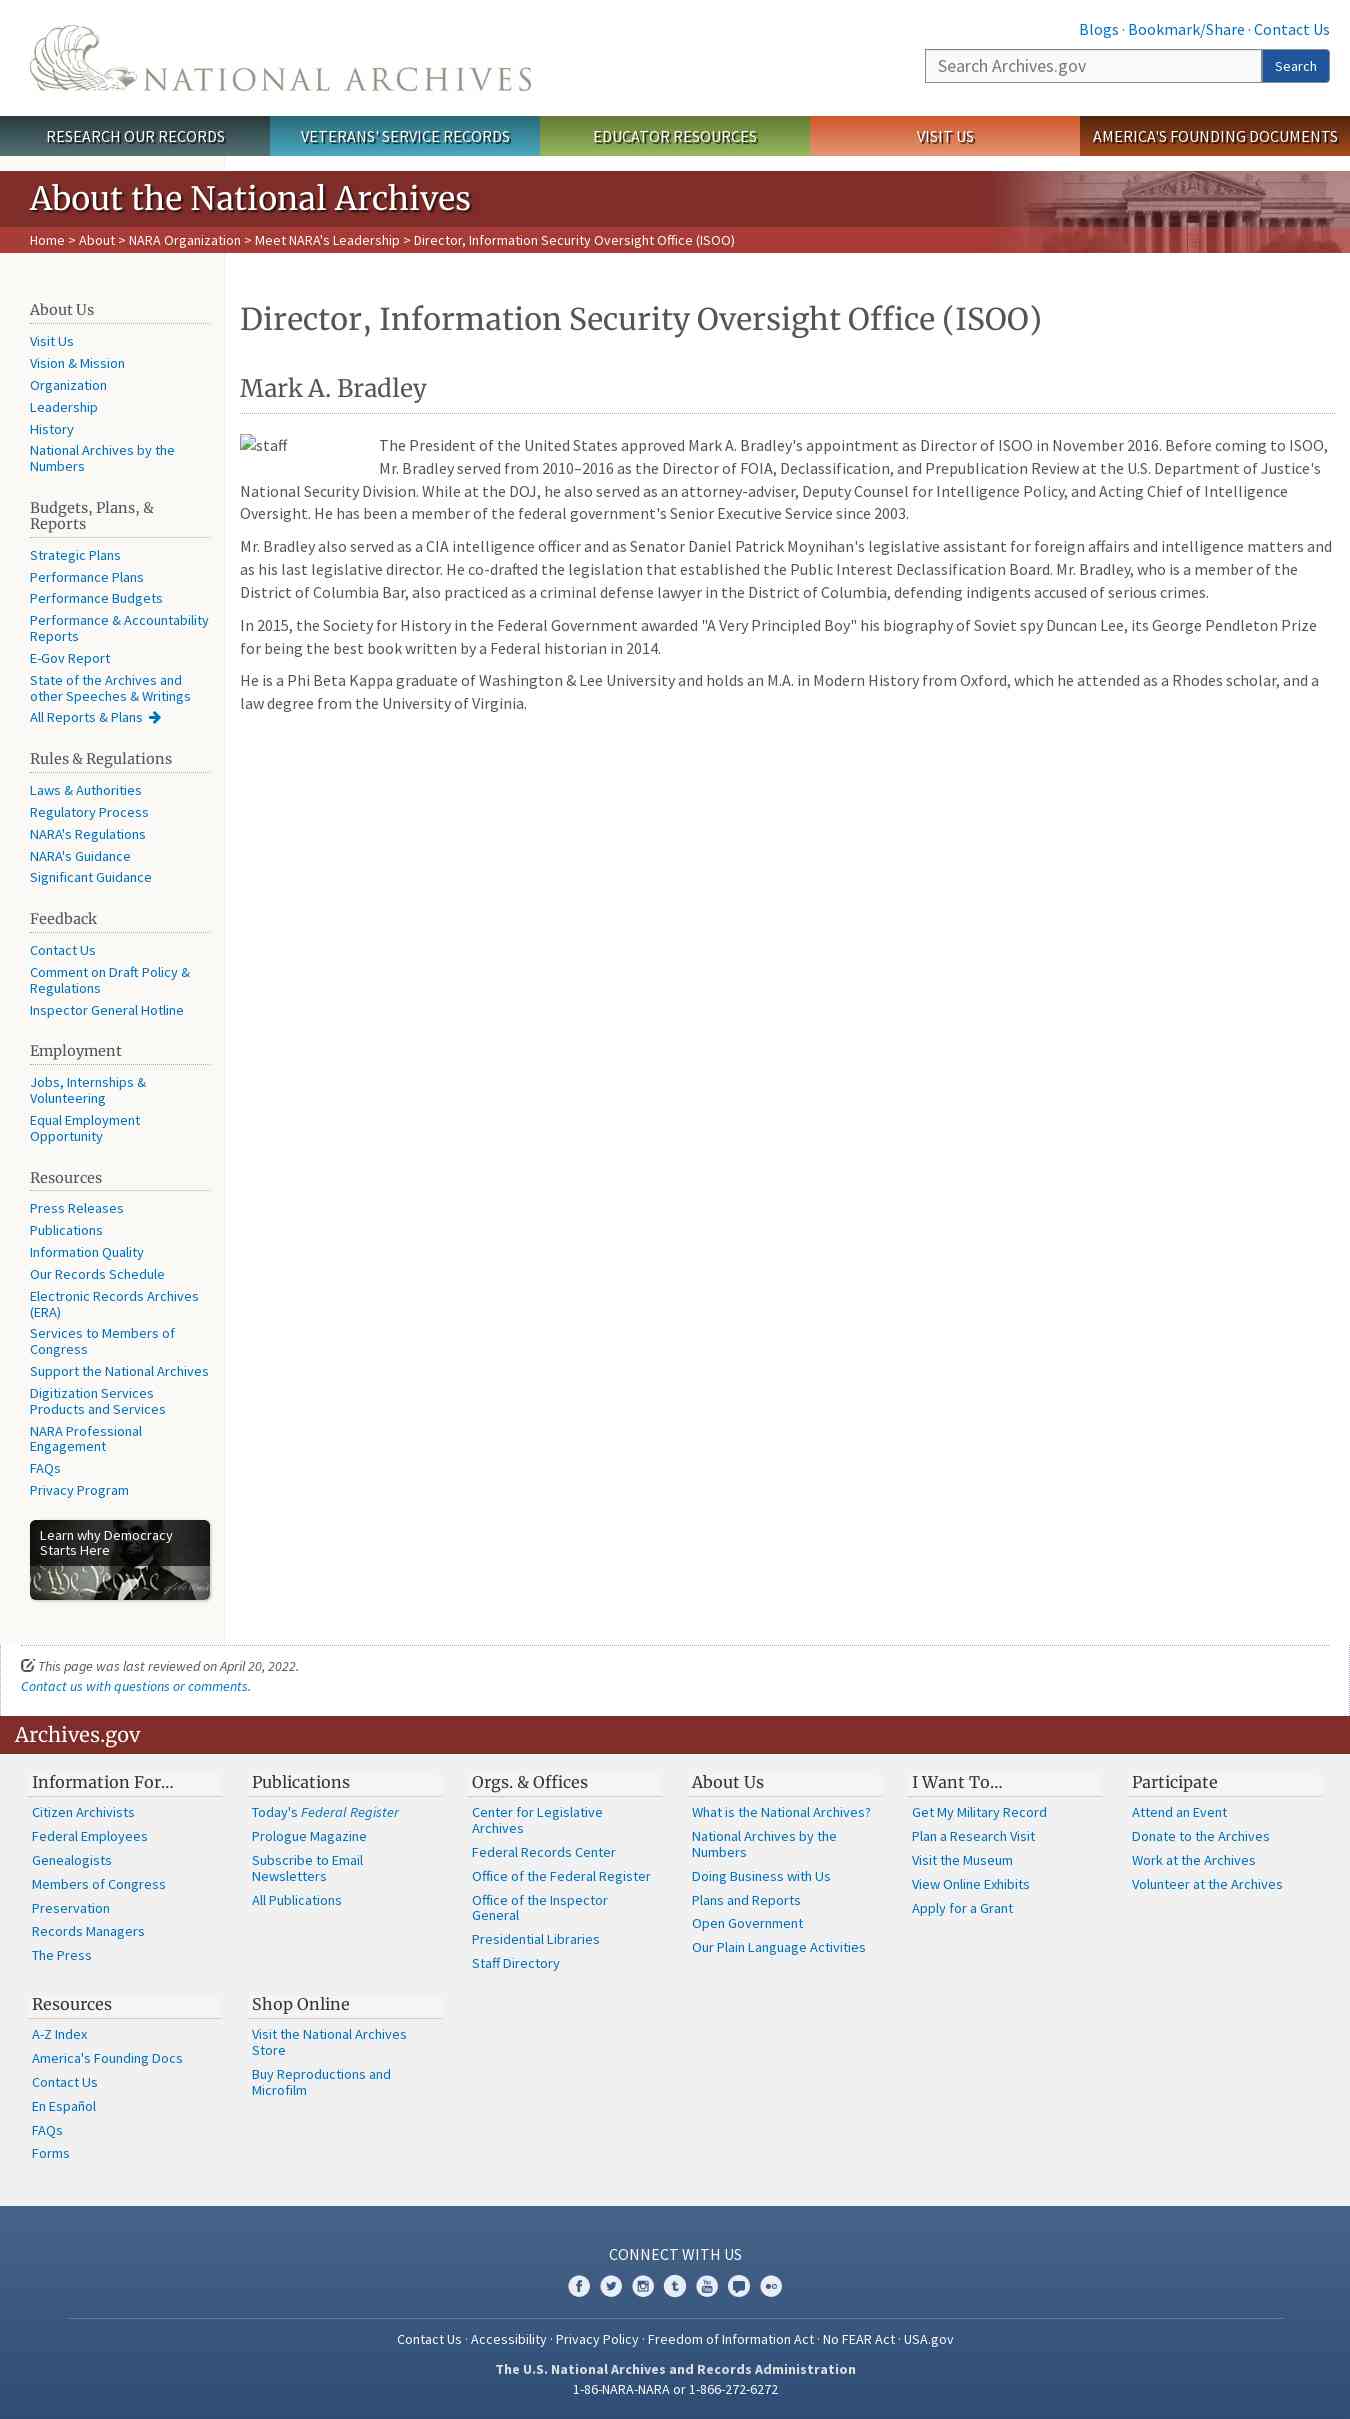 Blogs · Bookmark/Share · Contact Us
NATIONAL ARCHIVES
Search Archives.gov
Search
RESEARCH OUR RECORDS
VETERANS' SERVICE RECORDS
EDUCATOR RESOURCES
VISIT US
AMERICA'S FOUNDING DOCUMENTS
About the National Archives
Home > About > NARA Organization > Meet NARA's Leadership > Director, Information Security Oversight Office (ISOO)
About Us
Visit Us
Vision & Mission
Organization
Leadership
History
National Archives by the
Numbers
Budgets, Plans, &
Reports
Strategic Plans
Performance Plans
Performance Budgets
Performance & Accountability
Reports
E-Gov Report
State of the Archives and
other Speeches & Writings
All Reports & Plans
Rules & Regulations
Laws & Authorities
Regulatory Process
NARA's Regulations
NARA's Guidance
Significant Guidance
Feedback
Contact Us
Comment on Draft Policy &
Regulations
Inspector General Hotline
Employment
Jobs, Internships &
Volunteering
Equal Employment
Opportunity
Resources
Press Releases
Publications
Information Quality
Our Records Schedule
Electronic Records Archives
(ERA)
Services to Members of
Congress
Support the National Archives
Digitization Services
Products and Services
NARA Professional
Engagement
FAQs
Privacy Program
Learn why Democracy
Starts Here
We the People
Director, Information Security Oversight Office (ISOO)
Mark A. Bradley
staff
The President of the United States approved Mark A. Bradley's appointment as Director of ISOO in November 2016. Before coming to ISOO,
Mr. Bradley served from 2010–2016 as the Director of FOIA, Declassification, and Prepublication Review at the U.S. Department of Justice's
National Security Division. While at the DOJ, he also served as an attorney-adviser, Deputy Counsel for Intelligence Policy, and Acting Chief of Intelligence
Oversight. He has been a member of the federal government's Senior Executive Service since 2003.
Mr. Bradley also served as a CIA intelligence officer and as Senator Daniel Patrick Moynihan's legislative assistant for foreign affairs and intelligence matters and
as his last legislative director. He co-drafted the legislation that established the Public Interest Declassification Board. Mr. Bradley, who is a member of the
District of Columbia Bar, also practiced as a criminal defense lawyer in the District of Columbia, defending indigents accused of serious crimes.
In 2015, the Society for History in the Federal Government awarded "A Very Principled Boy" his biography of Soviet spy Duncan Lee, its George Pendleton Prize
for being the best book written by a Federal historian in 2014.
He is a Phi Beta Kappa graduate of Washington & Lee University and holds an M.A. in Modern History from Oxford, which he attended as a Rhodes scholar, and a
law degree from the University of Virginia.
This page was last reviewed on April 20, 2022.
Contact us with questions or comments.
Archives.gov
Information For…
Citizen Archivists
Federal Employees
Genealogists
Members of Congress
Preservation
Records Managers
The Press
Publications
Today's Federal Register
Prologue Magazine
Subscribe to Email
Newsletters
All Publications
Orgs. & Offices
Center for Legislative
Archives
Federal Records Center
Office of the Federal Register
Office of the Inspector
General
Presidential Libraries
Staff Directory
About Us
What is the National Archives?
National Archives by the
Numbers
Doing Business with Us
Plans and Reports
Open Government
Our Plain Language Activities
I Want To…
Get My Military Record
Plan a Research Visit
Visit the Museum
View Online Exhibits
Apply for a Grant
Participate
Attend an Event
Donate to the Archives
Work at the Archives
Volunteer at the Archives
Resources
A-Z Index
America's Founding Docs
Contact Us
En Español
FAQs
Forms
Shop Online
Visit the National Archives
Store
Buy Reproductions and
Microfilm
CONNECT WITH US
Contact Us · Accessibility · Privacy Policy · Freedom of Information Act · No FEAR Act · USA.gov
The U.S. National Archives and Records Administration
1-86-NARA-NARA or 1-866-272-6272